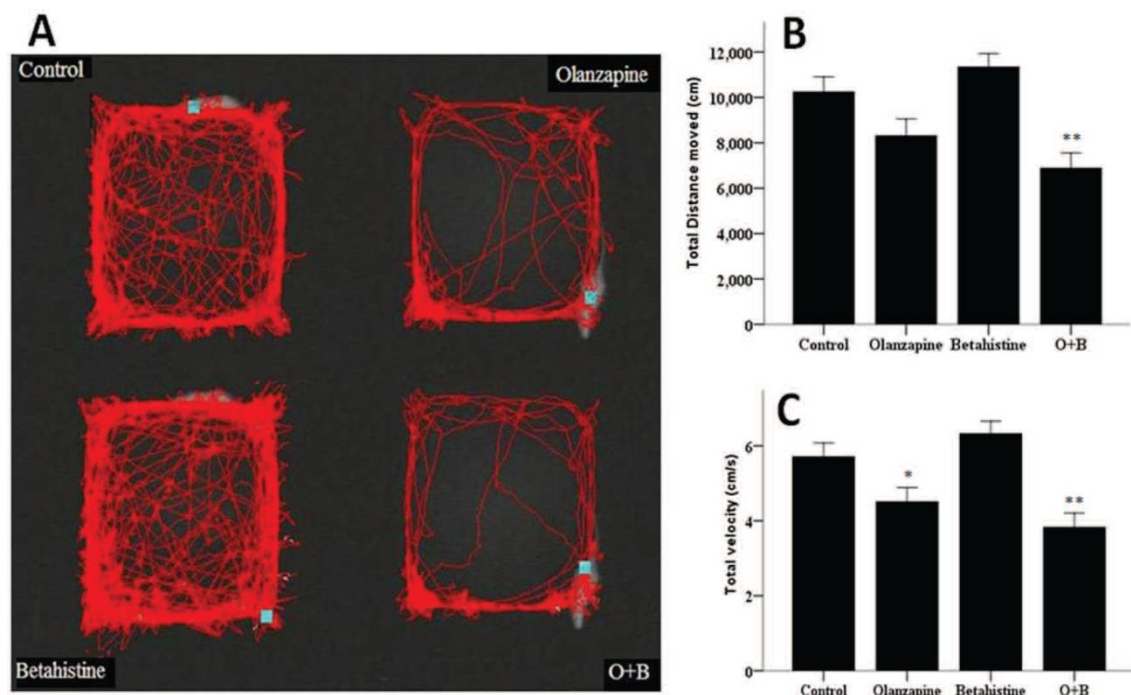 A
Control
Olanzapine
Betahistine
O+B
B
Total Distance moved (cm)
12,000
10,000
8,000
6,000
4,000
2,000
0
**
Control Olanzapine Betahistine O+B
C
Total velocity (cm/s)
6
4
2
0
*
**
Control Olanzapine Betahistine O+B